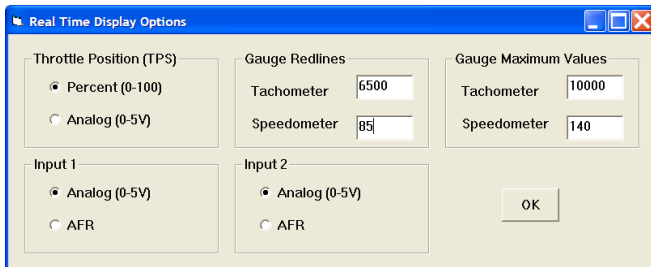 Real Time Display Options
Throttle Position (TPS)
Percent (0-100)
Analog (0-5V)
Gauge Redlines
Tachometer 6500
Speedometer 85
Gauge Maximum Values
Tachometer 10000
Speedometer 140
Input 1
Analog (0-5V)
AFR
Input 2
Analog (0-5V)
AFR
OK